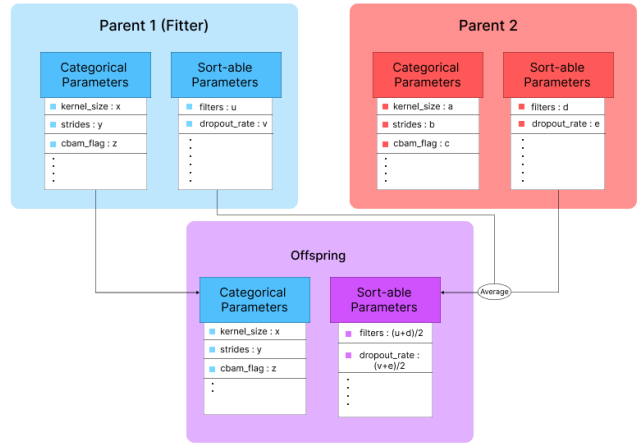 Parent 1 (Fitter)
Categorical
Parameters
kernel_size : x
strides : y
cbam_flag : z
Sort-able
Parameters
filters : u
dropout_rate : v
Parent 2
Categorical
Parameters
kernel_size : a
strides : b
cbam_flag : c
Sort-able
Parameters
filters : d
dropout_rate : e
Average
Offspring
Categorical
Parameters
kernel_size : x
strides : y
cbam_flag : z
Sort-able
Parameters
filters : (u+d)/2
dropout_rate :
(v+e)/2